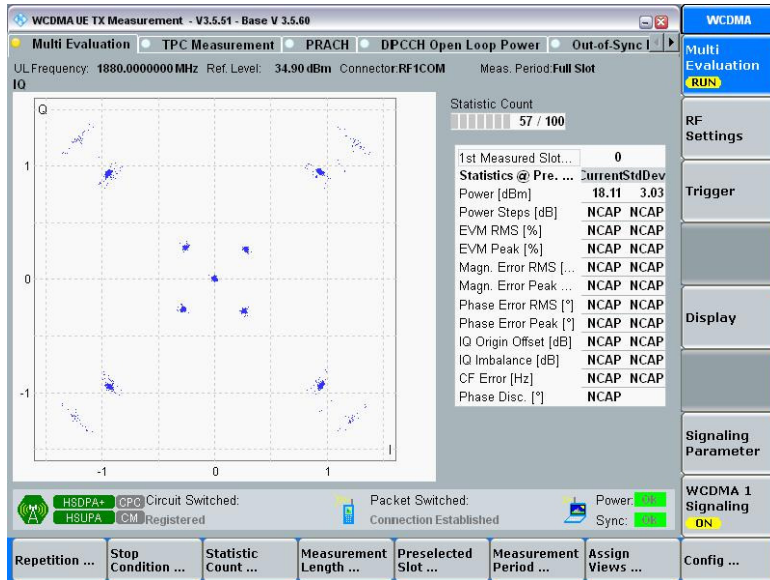 WCDMA UE TX Measurement - V3.5.51 - Base V 3.5.60
WCDMA
Multi Evaluation TPC Measurement PRACH DPCCH Open Loop Power Out-of-Sync
UL Frequency: 1880.0000000 MHz Ref. Level: 34.90 dBm Connector:RF1COM Meas. Period:Full Slot
IQ
Q
1
0
-1
-1 0 1
I
Statistic Count
57 / 100
1st Measured Slot... 0
Statistics @ Pre. ... Current StdDev
Power [dBm] 18.11 3.03
Power Steps [dB] NCAP NCAP
EVM RMS [%] NCAP NCAP
EVM Peak [%] NCAP NCAP
Magn. Error RMS [... NCAP NCAP
Magn. Error Peak ... NCAP NCAP
Phase Error RMS [°] NCAP NCAP
Phase Error Peak [°] NCAP NCAP
IQ Origin Offset [dB] NCAP NCAP
IQ Imbalance [dB] NCAP NCAP
CF Error [Hz] NCAP NCAP
Phase Disc. [°] NCAP
HSDPA+ CPC Circuit Switched: Packet Switched: Power: Ok
HSUPA CM Registered Connection Established Sync: Ok
Multi
Evaluation
RUN
RF
Settings
Trigger
Display
Signaling
Parameter
WCDMA 1
Signaling
ON
Repetition ...
Stop
Condition ...
Statistic
Count ...
Measurement
Length ...
Preselected
Slot ...
Measurement
Period ...
Assign
Views ...
Config ...